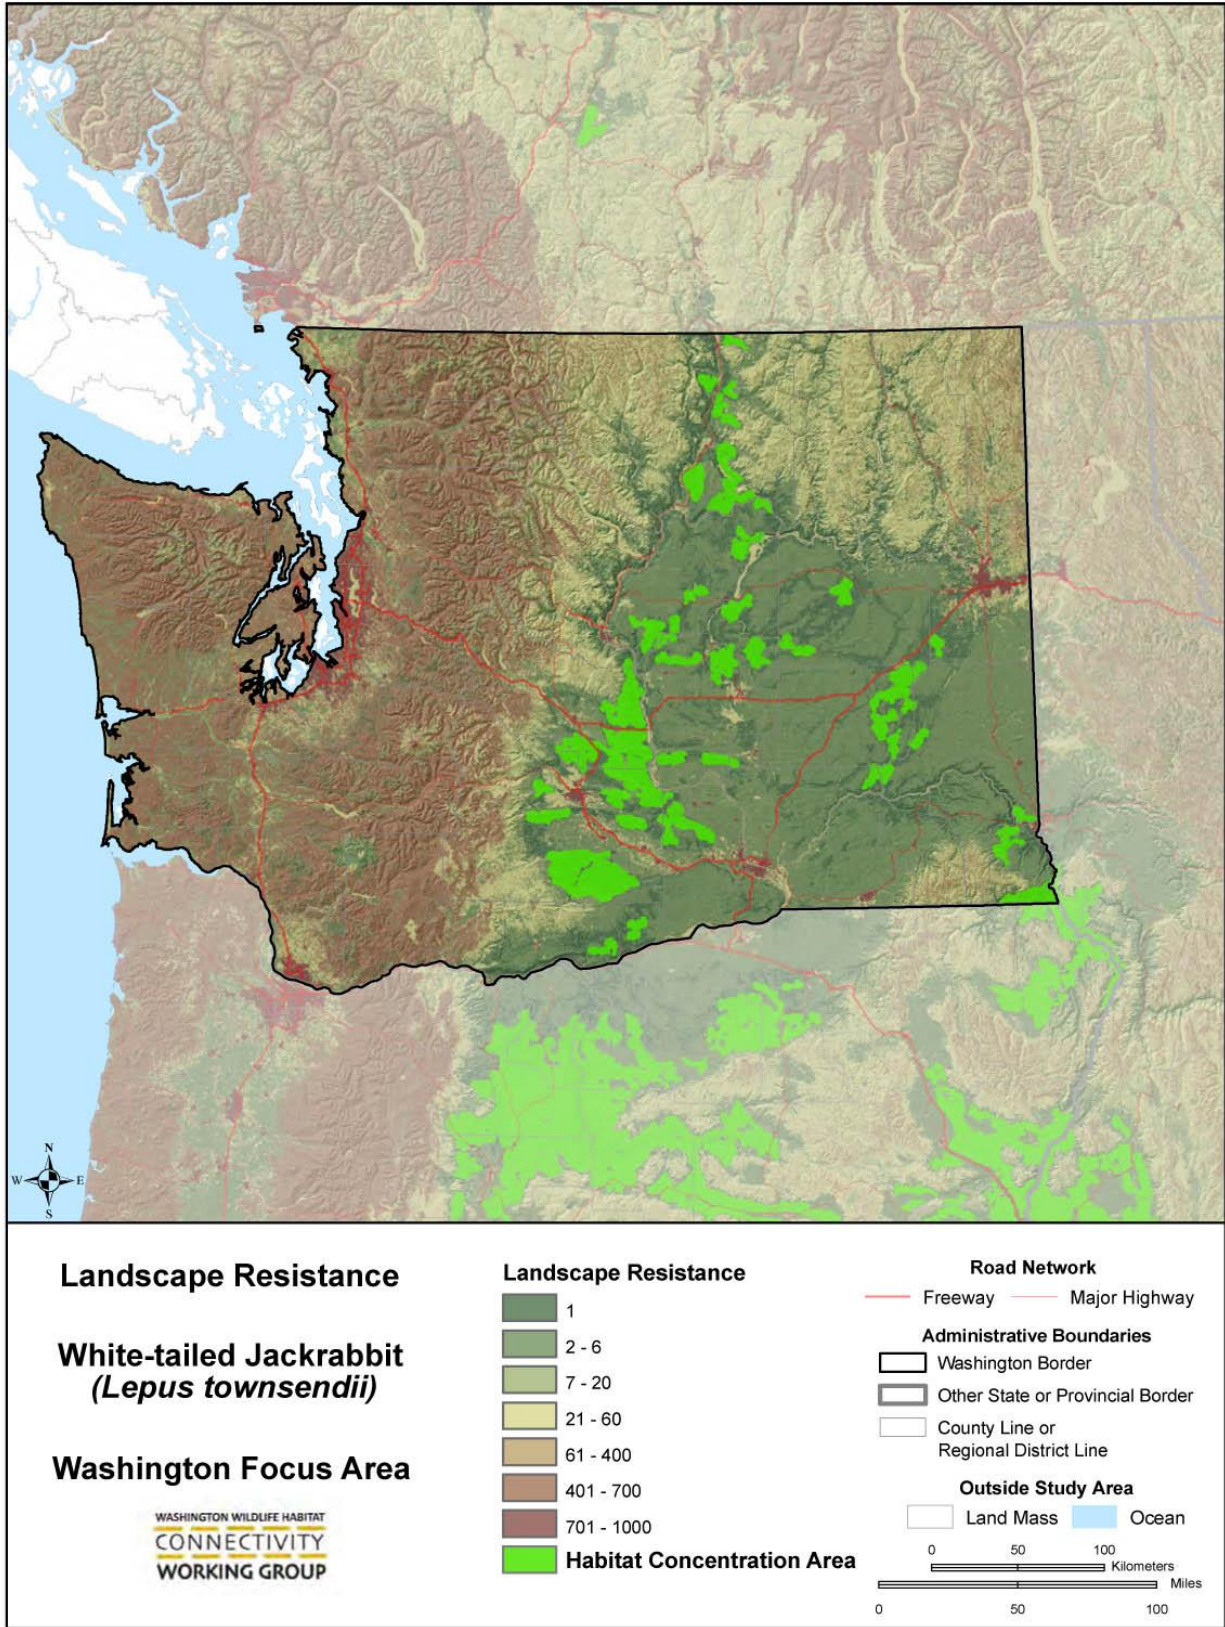 N
W E
S
Landscape Resistance
White-tailed Jackrabbit
(Lepus townsendii)
Washington Focus Area
WASHINGTON WILDLIFE HABITAT
CONNECTIVITY
WORKING GROUP
Landscape Resistance
1
2 - 6
7 - 20
21 - 60
61 - 400
401 - 700
701 - 1000
Habitat Concentration Area
Road Network
Freeway Major Highway
Administrative Boundaries
Washington Border
Other State or Provincial Border
County Line or
Regional District Line
Outside Study Area
Land Mass Ocean
0 50 100
Kilometers
Miles
0 50 100